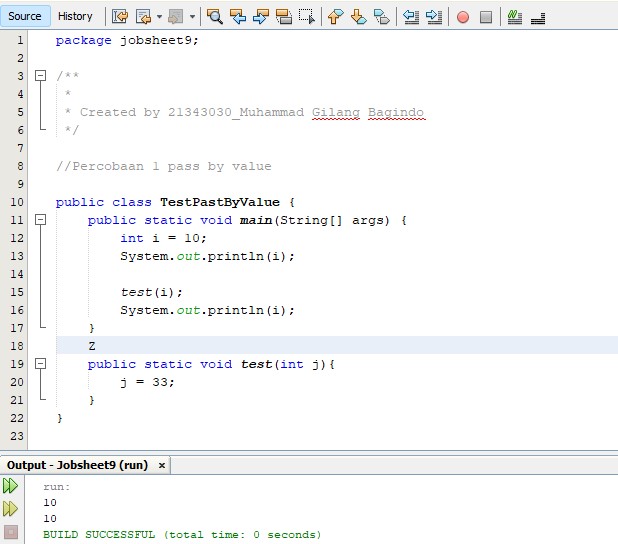 Source History
1 package jobsheet9;
2
3 /**
4 *
5 * Created by 21343030_Muhammad Gilang Bagindo
6 */
7
8 //Percobaan 1 pass by value
9
10 public class TestPastByValue {
11 public static void main(String[] args) {
12 int i = 10;
13 System.out.println(i);
14
15 test(i);
16 System.out.println(i);
17 }
18 Z
19 public static void test(int j){
20 j = 33;
21 }
22 }
23
Output - Jobsheet9 (run) ×
run:
10
10
BUILD SUCCESSFUL (total time: 0 seconds)